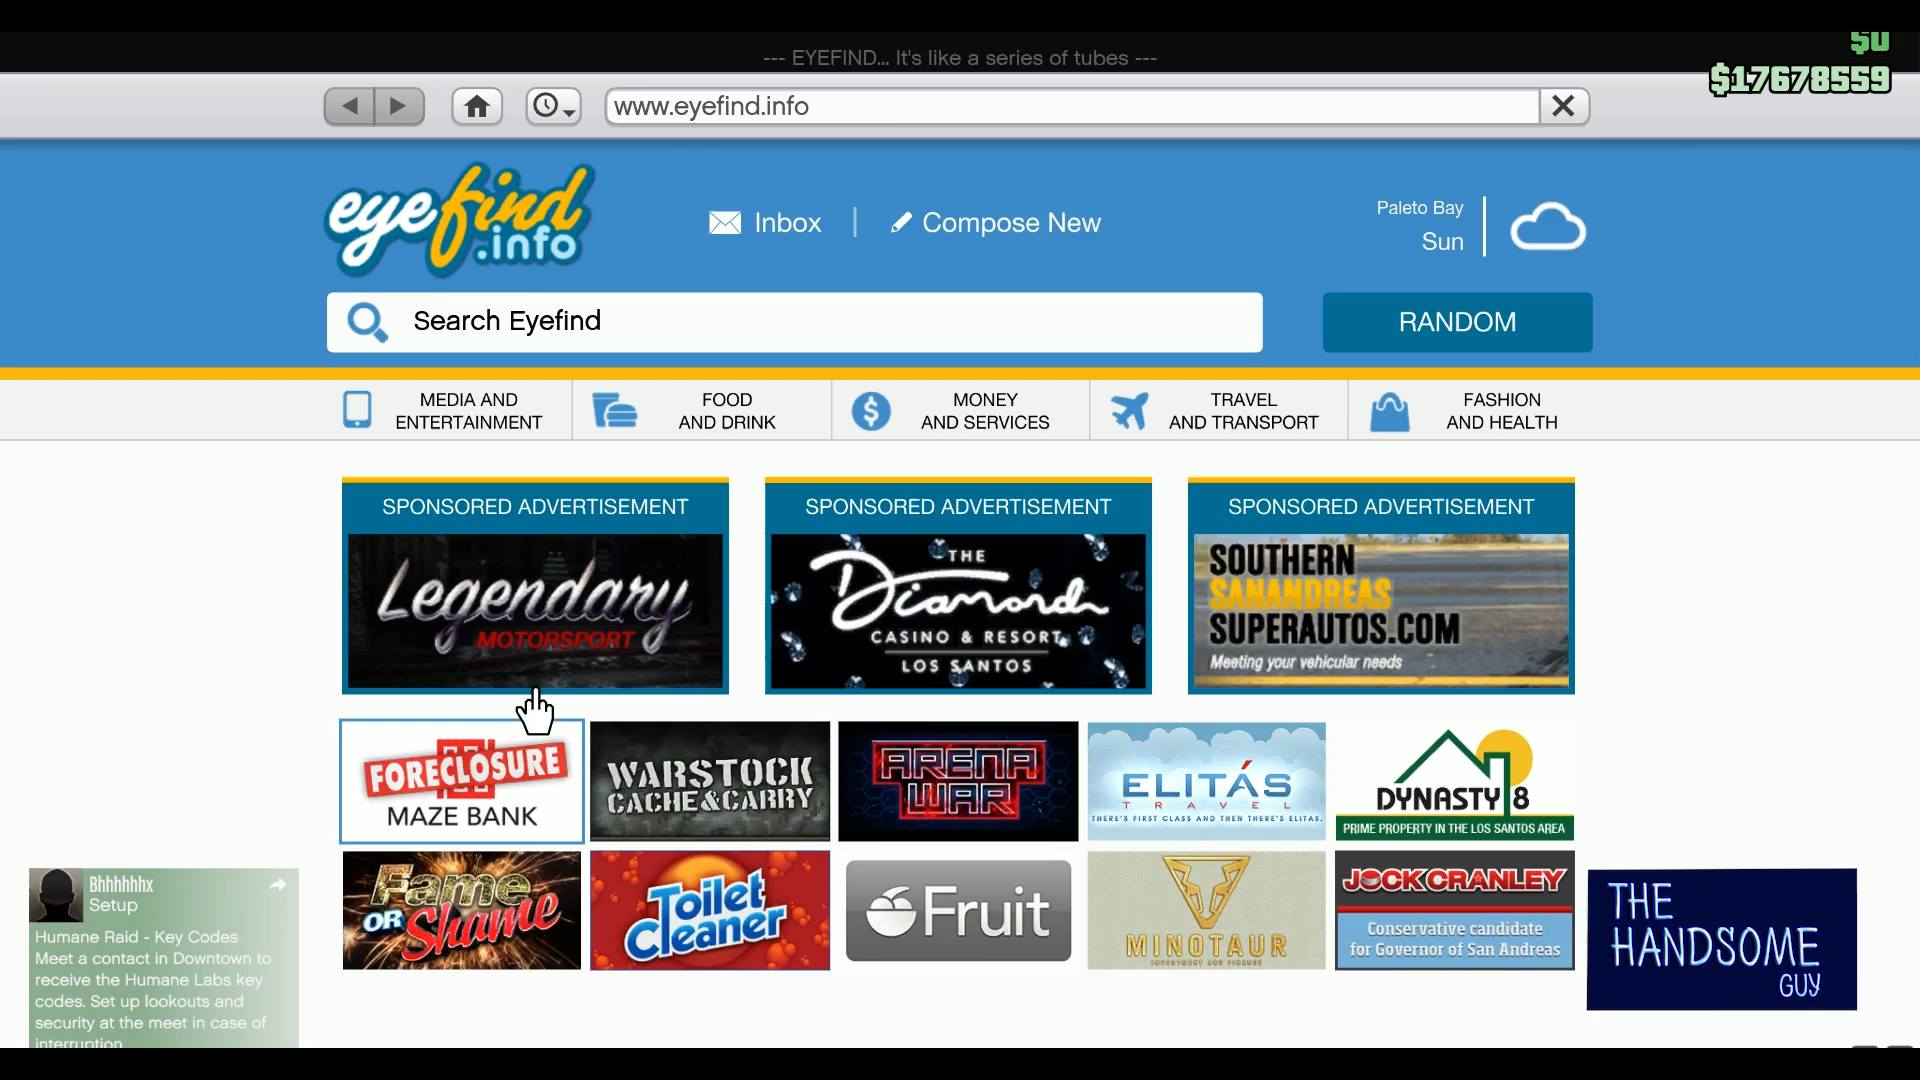 --- EYEFIND... It's like a series of tubes ---
$0
$17678559
www.eyefind.info
eyefind
.info
Inbox
Compose New
Paleto Bay
Sun
Search Eyefind
RANDOM
MEDIA AND
ENTERTAINMENT
FOOD
AND DRINK
MONEY
AND SERVICES
TRAVEL
AND TRANSPORT
FASHION
AND HEALTH
SPONSORED ADVERTISEMENT
Legendary
MOTORSPORT
SPONSORED ADVERTISEMENT
THE
Diamond
CASINO & RESORT
LOS SANTOS
SPONSORED ADVERTISEMENT
SOUTHERN
SANANDREAS
SUPERAUTOS.COM
Meeting your vehicular needs
FORECLOSURE
MAZE BANK
WARSTOCK
CACHE&CARRY
ARENA
WAR
ELITÁS
TRAVEL
THERE'S FIRST CLASS AND THEN THERE'S ELITAS.
DYNASTY 8
PRIME PROPERTY IN THE LOS SANTOS AREA
Fame
OR Shame
Toilet
Cleaner
Fruit
MINOTAUR
INVESTMENT AND FINANCE
JOCK CRANLEY
Conservative candidate
for Governor of San Andreas
Bhhhhhhx
Setup
Humane Raid - Key Codes
Meet a contact in Downtown to
receive the Humane Labs key
codes. Set up lookouts and
security at the meet in case of
interruption
THE
HANDSOME
GUY